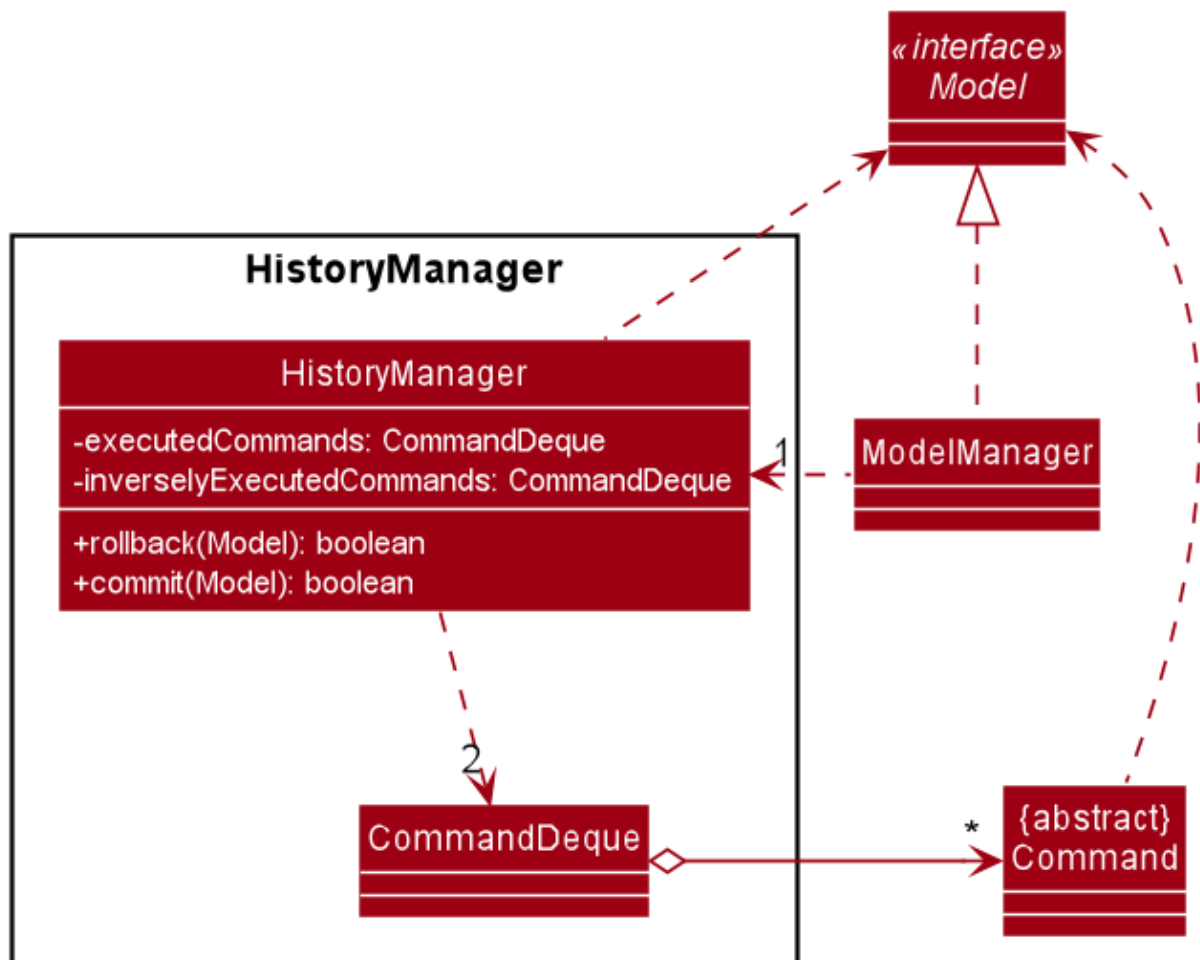 «interface»
Model
HistoryManager
HistoryManager
-executedCommands: CommandDeque
-inverselyExecutedCommands: CommandDeque
+rollback(Model): boolean
+commit(Model): boolean
1
ModelManager
2
CommandDeque
*
{abstract}
Command